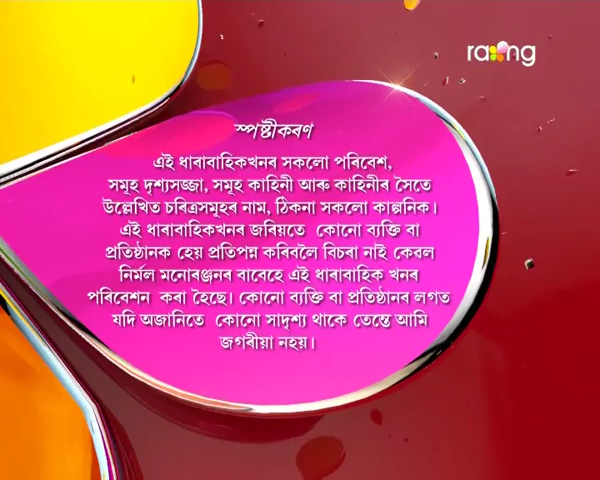 rang
স্পষ্টীকৰণ
এই ধাৰাবাহিকখনৰ সকলো পৰিবেশ,
সমূহ দৃশ্যসজ্জা, সমূহ কাহিনী আৰু কাহিনীৰ সৈতে
উল্লেখিত চৰিত্ৰসমূহৰ নাম, ঠিকনা সকলো কাল্পনিক।
এই ধাৰাবাহিকখনৰ জৰিয়তে কোনো ব্যক্তি বা
প্ৰতিষ্ঠানক হেয় প্ৰতিপন্ন কৰিবলৈ বিচৰা নাই কেৱল
নিৰ্মল মনোৰঞ্জনৰ বাবেহে এই ধাৰাবাহিক খনৰ
পৰিবেশন কৰা হৈছে। কোনো ব্যক্তি বা প্ৰতিষ্ঠানৰ লগত
যদি অজানিতে কোনো সাদৃশ্য থাকে তেন্তে আমি
জগৰীয়া নহয়।